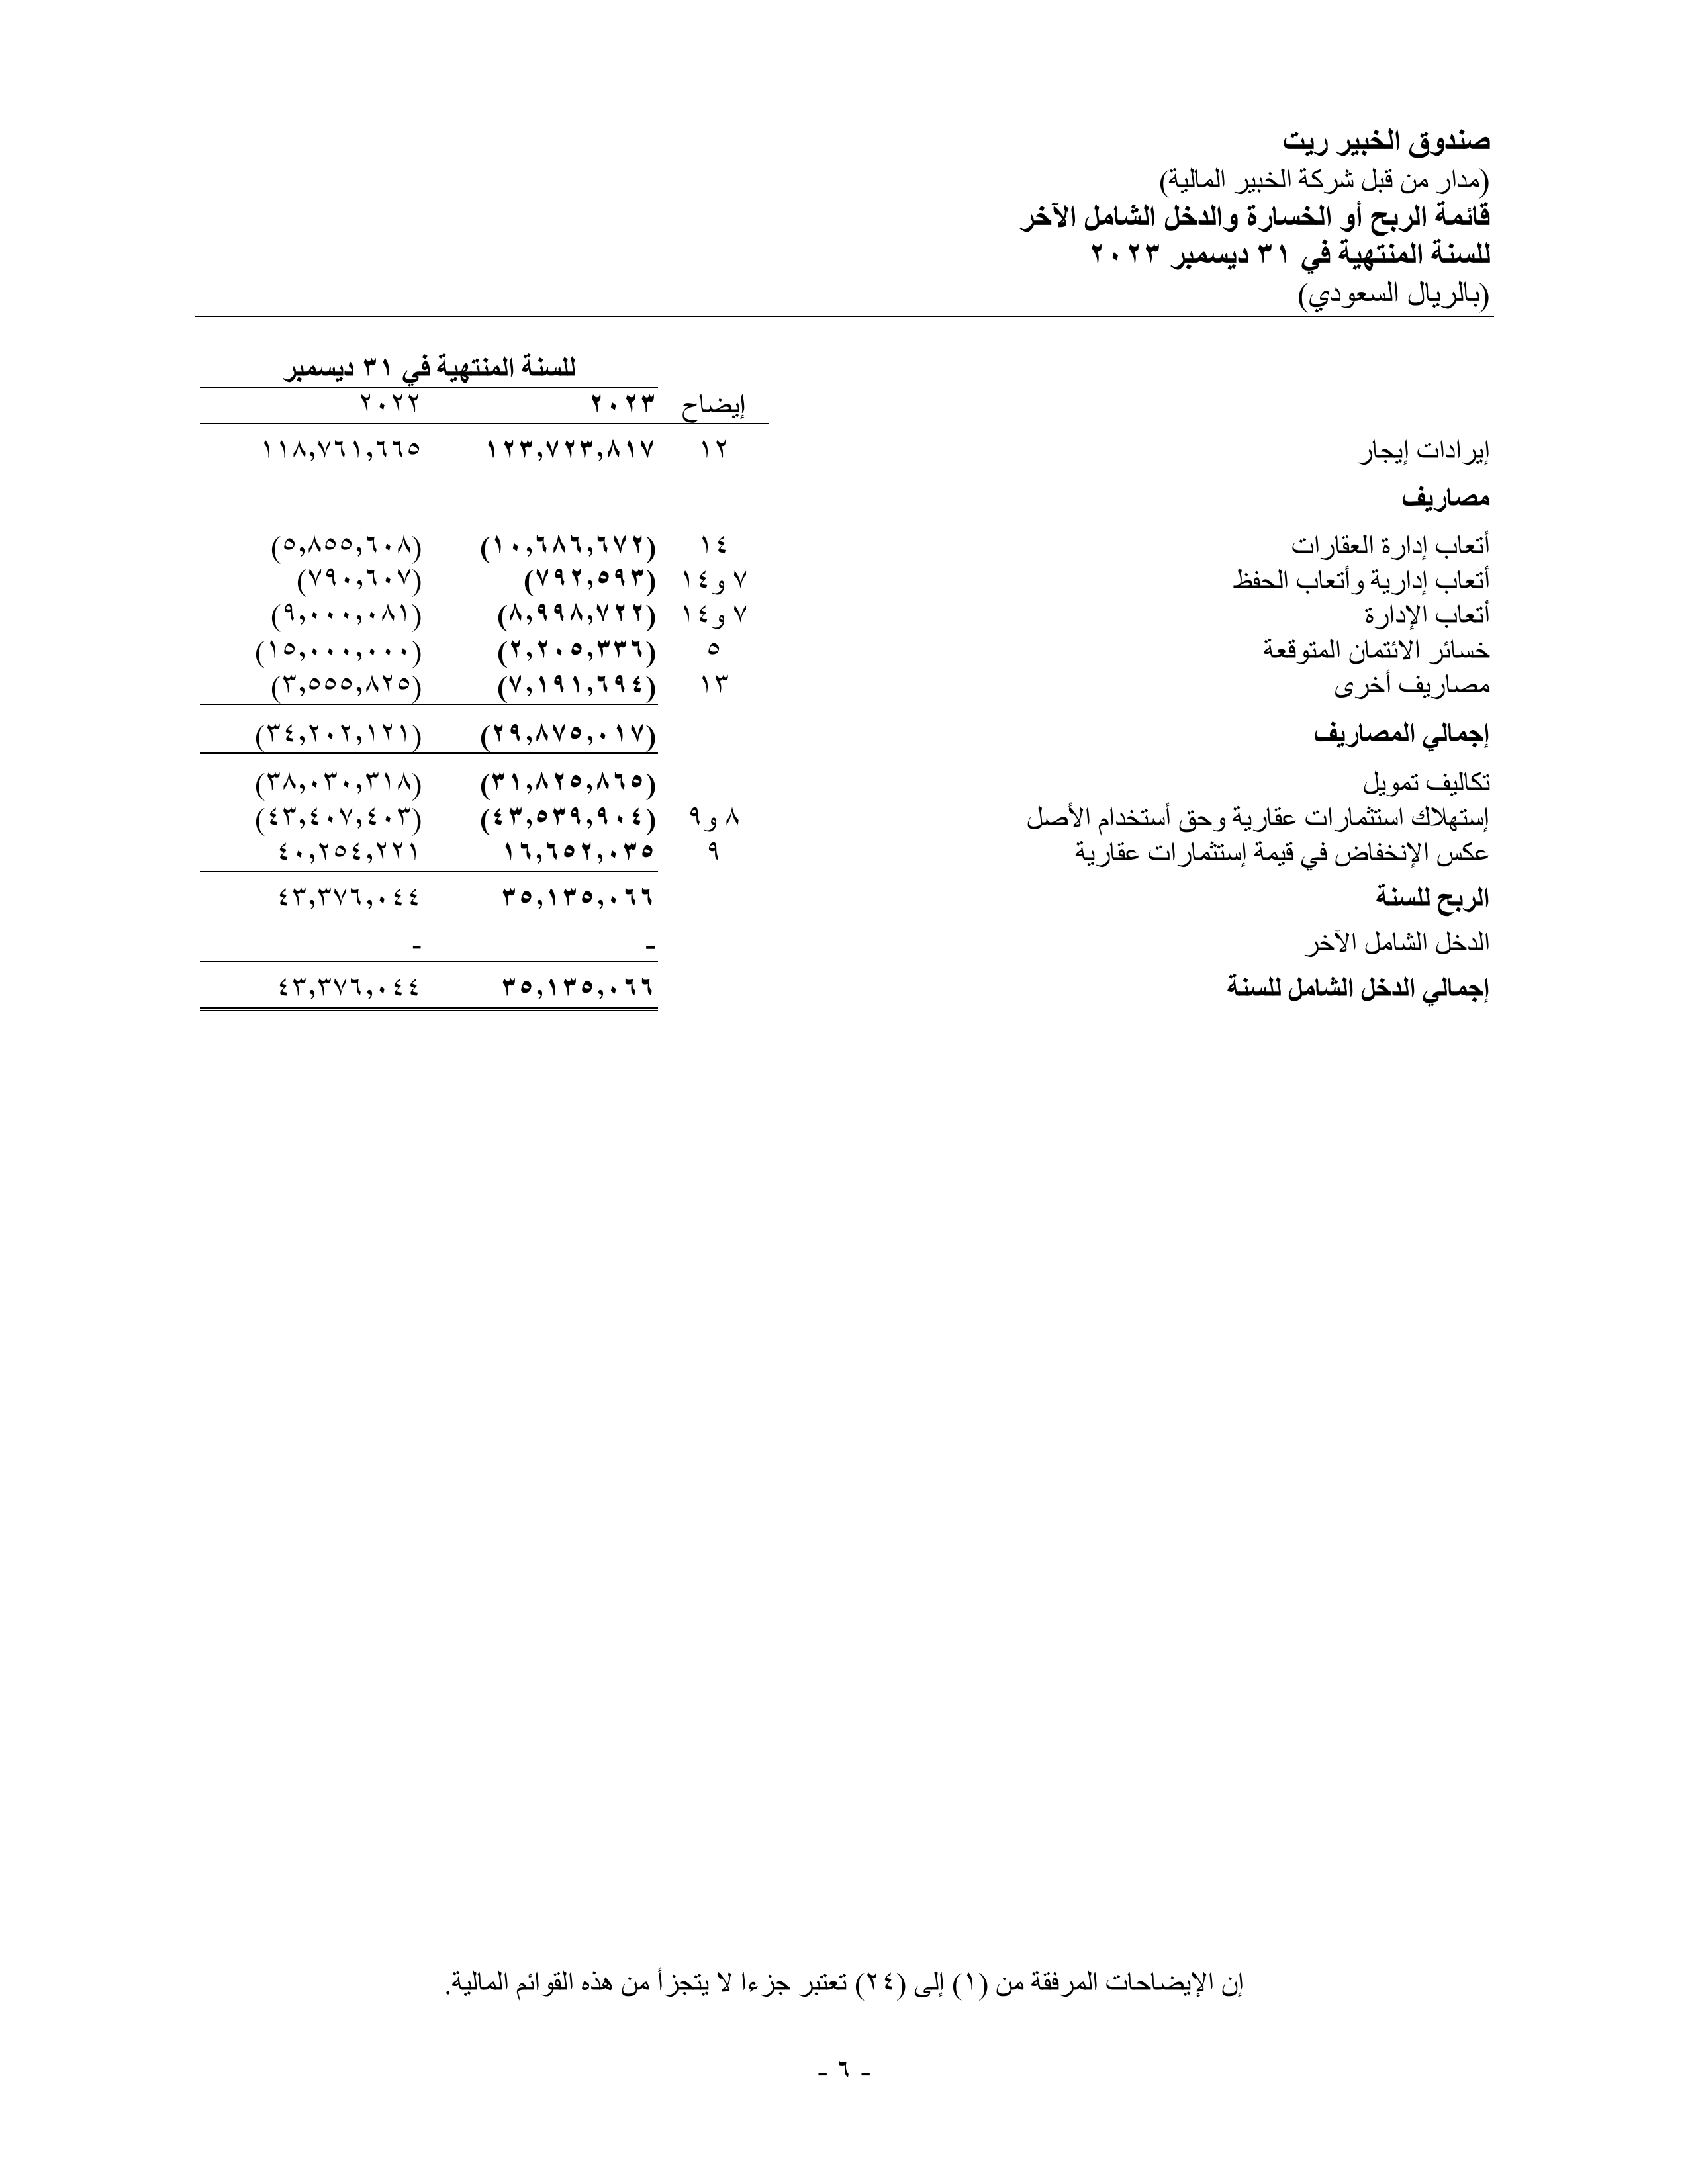 صندوق الخبير ريت
(مدار من قبل شركة الخبير المالية)
قائمة الربح أو الخسارة والدخل الشامل الآخر
للسنة المنتهية في ٣١ ديسمبر ٢٠٢٣
(بالريال السعودي)
للسنة المنتهية في ٣١ ديسمبر
إيضاح ٢٠٢٣ ٢٠٢٢
إيرادات إيجار ١٢ ١٢٣,٧٢٣,٨١٧ ١١٨,٧٦١,٦٦٥
مصاريف
أتعاب إدارة العقارات ١٤ (١٠,٦٨٦,٦٧٢) (٥,٨٥٥,٦٠٨)
أتعاب إدارية وأتعاب الحفظ ٧ و١٤ (٧٩٢,٥٩٣) (٧٩٠,٦٠٧)
أتعاب الإدارة ٧ و١٤ (٨,٩٩٨,٧٢٢) (٩,٠٠٠,٠٨١)
خسائر الائتمان المتوقعة ٥ (٢,٢٠٥,٣٣٦) (١٥,٠٠٠,٠٠٠)
مصاريف أخرى ١٣ (٧,١٩١,٦٩٤) (٣,٥٥٥,٨٢٥)
إجمالي المصاريف (٢٩,٨٧٥,٠١٧) (٣٤,٢٠٢,١٢١)
تكاليف تمويل (٣١,٨٢٥,٨٦٥) (٣٨,٠٣٠,٣١٨)
إستهلاك استثمارات عقارية وحق أستخدام الأصل ٨ و٩ (٤٣,٥٣٩,٩٠٤) (٤٣,٤٠٧,٤٠٣)
عكس الإنخفاض في قيمة إستثمارات عقارية ٩ ١٦,٦٥٢,٠٣٥ ٤٠,٢٥٤,٢٢١
الربح للسنة ٣٥,١٣٥,٠٦٦ ٤٣,٣٧٦,٠٤٤
الدخل الشامل الآخر - -
إجمالي الدخل الشامل للسنة ٣٥,١٣٥,٠٦٦ ٤٣,٣٧٦,٠٤٤
إن الإيضاحات المرفقة من (١) إلى (٢٤) تعتبر جزءا لا يتجزأ من هذه القوائم المالية.
- ٦ -